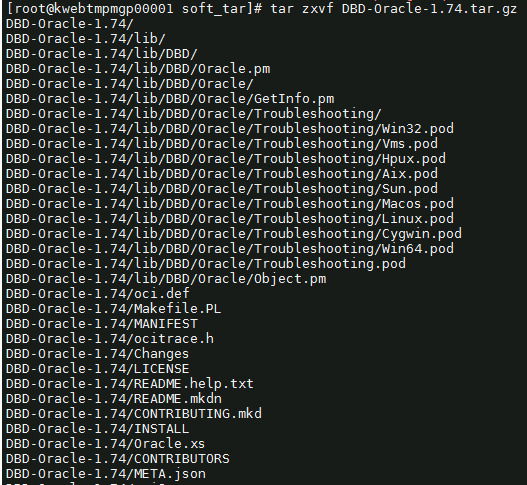 [root@kwebtmpmgp00001 soft_tar]# tar zxvf DBD-Oracle-1.74.tar.gz
DBD-Oracle-1.74/
DBD-Oracle-1.74/lib/
DBD-Oracle-1.74/lib/DBD/
DBD-Oracle-1.74/lib/DBD/Oracle.pm
DBD-Oracle-1.74/lib/DBD/Oracle/
DBD-Oracle-1.74/lib/DBD/Oracle/GetInfo.pm
DBD-Oracle-1.74/lib/DBD/Oracle/Troubleshooting/
DBD-Oracle-1.74/lib/DBD/Oracle/Troubleshooting/Win32.pod
DBD-Oracle-1.74/lib/DBD/Oracle/Troubleshooting/Vms.pod
DBD-Oracle-1.74/lib/DBD/Oracle/Troubleshooting/Hpux.pod
DBD-Oracle-1.74/lib/DBD/Oracle/Troubleshooting/Aix.pod
DBD-Oracle-1.74/lib/DBD/Oracle/Troubleshooting/Sun.pod
DBD-Oracle-1.74/lib/DBD/Oracle/Troubleshooting/Macos.pod
DBD-Oracle-1.74/lib/DBD/Oracle/Troubleshooting/Linux.pod
DBD-Oracle-1.74/lib/DBD/Oracle/Troubleshooting/Cygwin.pod
DBD-Oracle-1.74/lib/DBD/Oracle/Troubleshooting/Win64.pod
DBD-Oracle-1.74/lib/DBD/Oracle/Troubleshooting.pod
DBD-Oracle-1.74/lib/DBD/Oracle/Object.pm
DBD-Oracle-1.74/oci.def
DBD-Oracle-1.74/Makefile.PL
DBD-Oracle-1.74/MANIFEST
DBD-Oracle-1.74/ocitrace.h
DBD-Oracle-1.74/Changes
DBD-Oracle-1.74/LICENSE
DBD-Oracle-1.74/README.help.txt
DBD-Oracle-1.74/README.mkdn
DBD-Oracle-1.74/CONTRIBUTING.mkd
DBD-Oracle-1.74/INSTALL
DBD-Oracle-1.74/Oracle.xs
DBD-Oracle-1.74/CONTRIBUTORS
DBD-Oracle-1.74/META.json